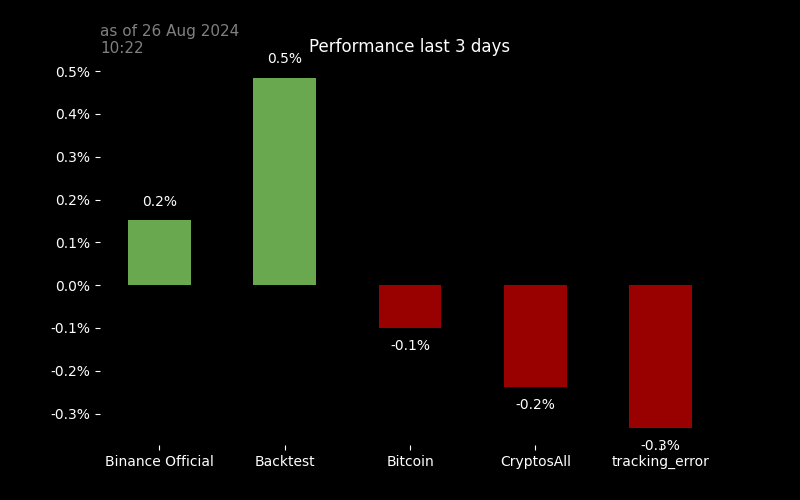 as of 26 Aug 2024
10:22
Performance last 3 days
0.5%
0.5%
0.4%
0.3%
0.2%
0.2%
0.1%
0.0%
-0.1%
-0.1%
-0.2%
-0.2%
-0.3%
-0.3%
Binance Official
Backtest
Bitcoin
CryptosAll
tracking_error